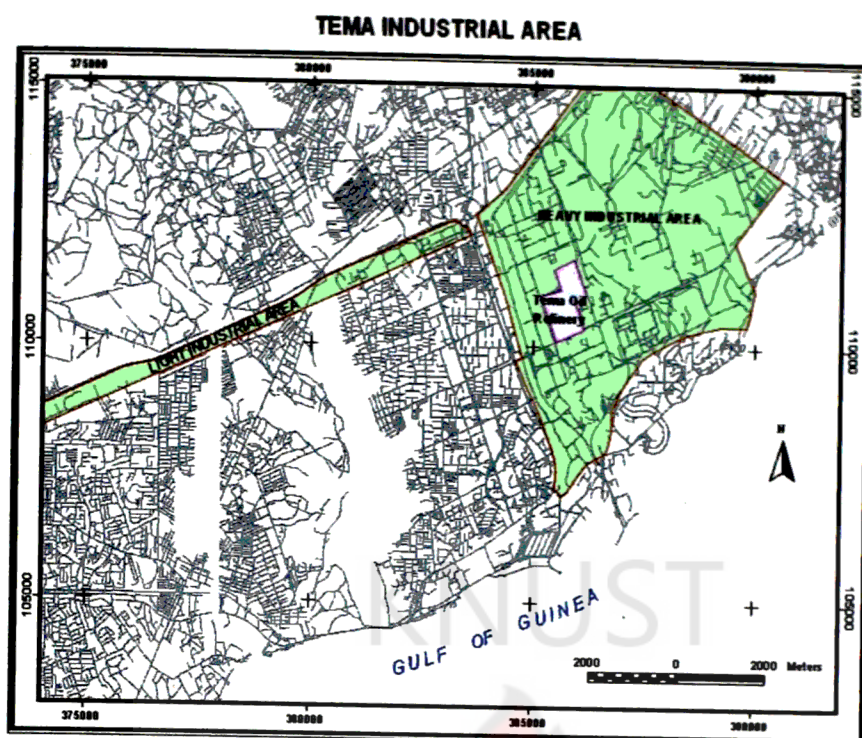 TEMA INDUSTRIAL AREA
375000 380000 385000 390000
115000
HEAVY INDUSTRIAL AREA
Tema Oil
Refinery
LIGHT INDUSTRIAL AREA
110000 110000
N
105000 105000
KNUST
GULF OF GUINEA
2000 0 2000 Meters
375000 380000 385000 390000